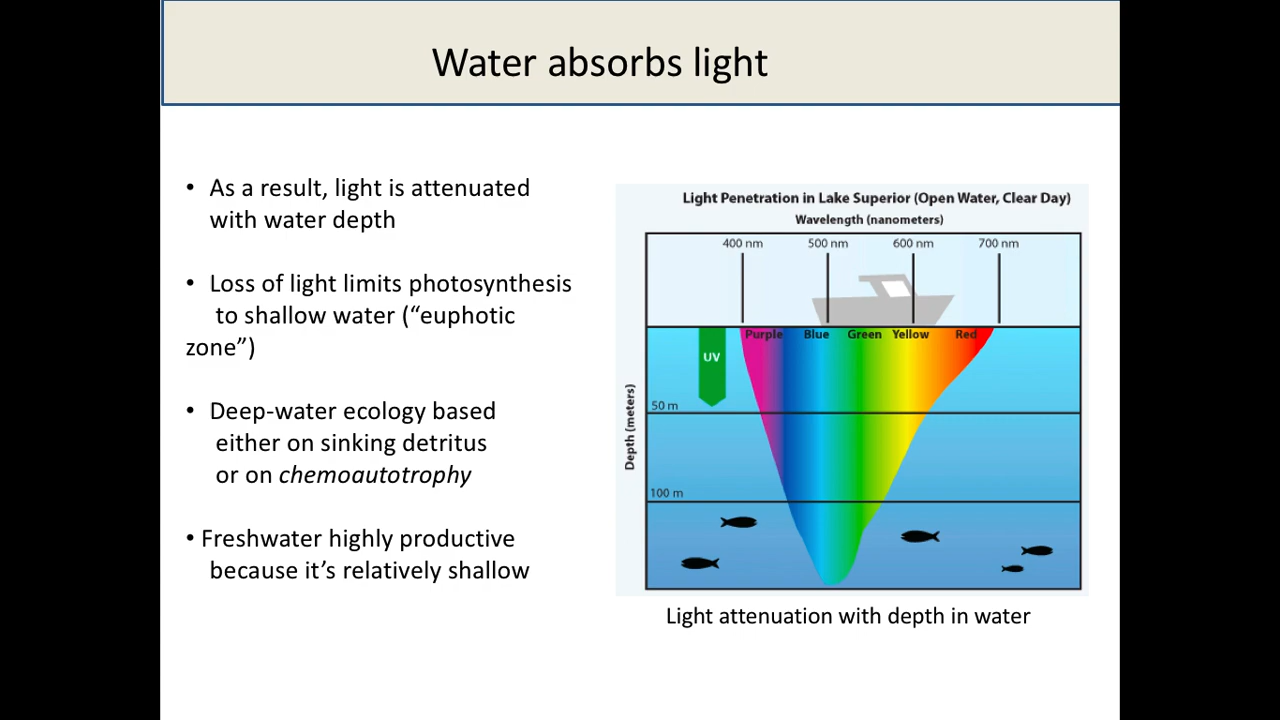 Water absorbs light
• As a result, light is attenuated
with water depth
• Loss of light limits photosynthesis
to shallow water (“euphotic
zone”)
• Deep-water ecology based
either on sinking detritus
or on chemoautotrophy
• Freshwater highly productive
because it’s relatively shallow
Light Penetration in Lake Superior (Open Water, Clear Day)
Wavelength (nanometers)
400 nm 500 nm 600 nm 700 nm
Purple Blue Green Yellow Red
UV
Depth (meters)
50 m
100 m
Light attenuation with depth in water